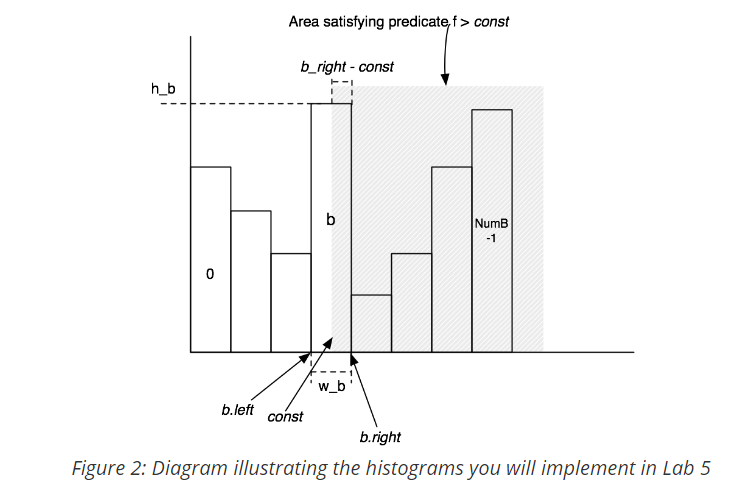 Area satisfying predicate f > const
b_right - const
h_b
b
NumB
-1
0
w_b
b.left
const
b.right
Figure 2: Diagram illustrating the histograms you will implement in Lab 5